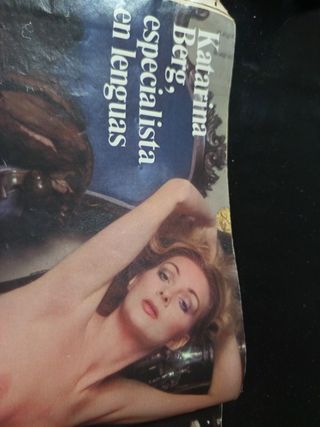 Katarina
Berg,
especialista
en lenguas